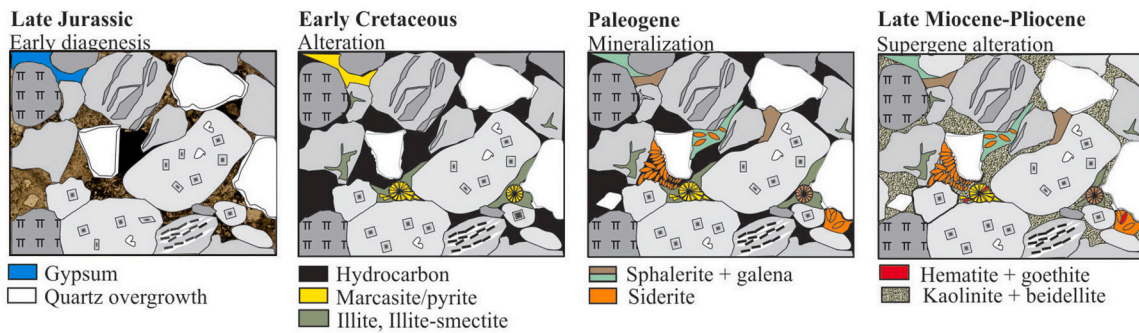 Late Jurassic
Early diagenesis
Early Cretaceous
Alteration
Paleogene
Mineralization
Late Miocene-Pliocene
Supergene alteration
Gypsum
Quartz overgrowth
Hydrocarbon
Marcasite/pyrite
Illite, Illite-smectite
Sphalerite + galena
Siderite
Hematite + goethite
Kaolinite + beidellite